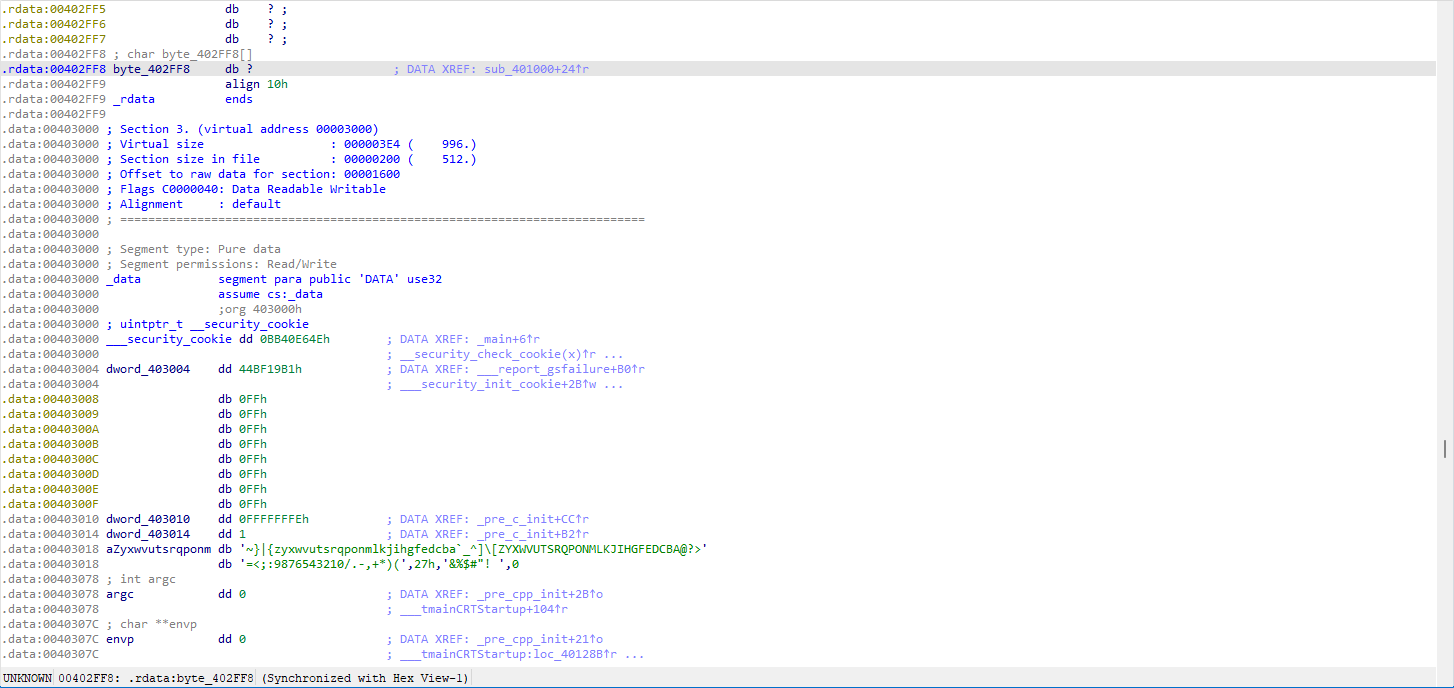 .rdata:00402FF5                 db    ? ;
.rdata:00402FF6                 db    ? ;
.rdata:00402FF7                 db    ? ;
.rdata:00402FF8 ; char byte_402FF8[]
.rdata:00402FF8 byte_402FF8     db ?                    ; DATA XREF: sub_401000+24↑r
.rdata:00402FF9                 align 10h
.rdata:00402FF9 _rdata          ends
.rdata:00402FF9
.data:00403000 ; Section 3. (virtual address 00003000)
.data:00403000 ; Virtual size                  : 000003E4 (    996.)
.data:00403000 ; Section size in file          : 00000200 (    512.)
.data:00403000 ; Offset to raw data for section: 00001600
.data:00403000 ; Flags C0000040: Data Readable Writable
.data:00403000 ; Alignment     : default
.data:00403000 ; ===========================================================================
.data:00403000
.data:00403000 ; Segment type: Pure data
.data:00403000 ; Segment permissions: Read/Write
.data:00403000 _data           segment para public 'DATA' use32
.data:00403000                 assume cs:_data
.data:00403000                 ;org 403000h
.data:00403000 ; uintptr_t __security_cookie
.data:00403000 ___security_cookie dd 0BB40E64Eh        ; DATA XREF: _main+6↑r
.data:00403000                                         ; __security_check_cookie(x)↑r ...
.data:00403004 dword_403004    dd 44BF19B1h            ; DATA XREF: ___report_gsfailure+B0↑r
.data:00403004                                         ; ___security_init_cookie+2B↑w ...
.data:00403008                 db 0FFh
.data:00403009                 db 0FFh
.data:0040300A                 db 0FFh
.data:0040300B                 db 0FFh
.data:0040300C                 db 0FFh
.data:0040300D                 db 0FFh
.data:0040300E                 db 0FFh
.data:0040300F                 db 0FFh
.data:00403010 dword_403010    dd 0FFFFFFFEh           ; DATA XREF: _pre_c_init+CC↑r
.data:00403014 dword_403014    dd 1                    ; DATA XREF: _pre_c_init+B2↑r
.data:00403018 aZyxwvutsrqponm db '~}|{zyxwvutsrqponmlkjihgfedcba`_^]\[ZYXWVUTSRQPONMLKJIHGFEDCBA@?>'
.data:00403018                 db '=<;:9876543210/.-,+*)(',27h,'&%$#"! ',0
.data:00403078 ; int argc
.data:00403078 argc            dd 0                    ; DATA XREF: _pre_cpp_init+2B↑o
.data:00403078                                         ; ___tmainCRTStartup+104↑r
.data:0040307C ; char **envp
.data:0040307C envp            dd 0                    ; DATA XREF: _pre_cpp_init+21↑o
.data:0040307C                                         ; ___tmainCRTStartup:loc_40128B↑r ...
UNKNOWN 00402FF8: .rdata:byte_402FF8 (Synchronized with Hex View-1)